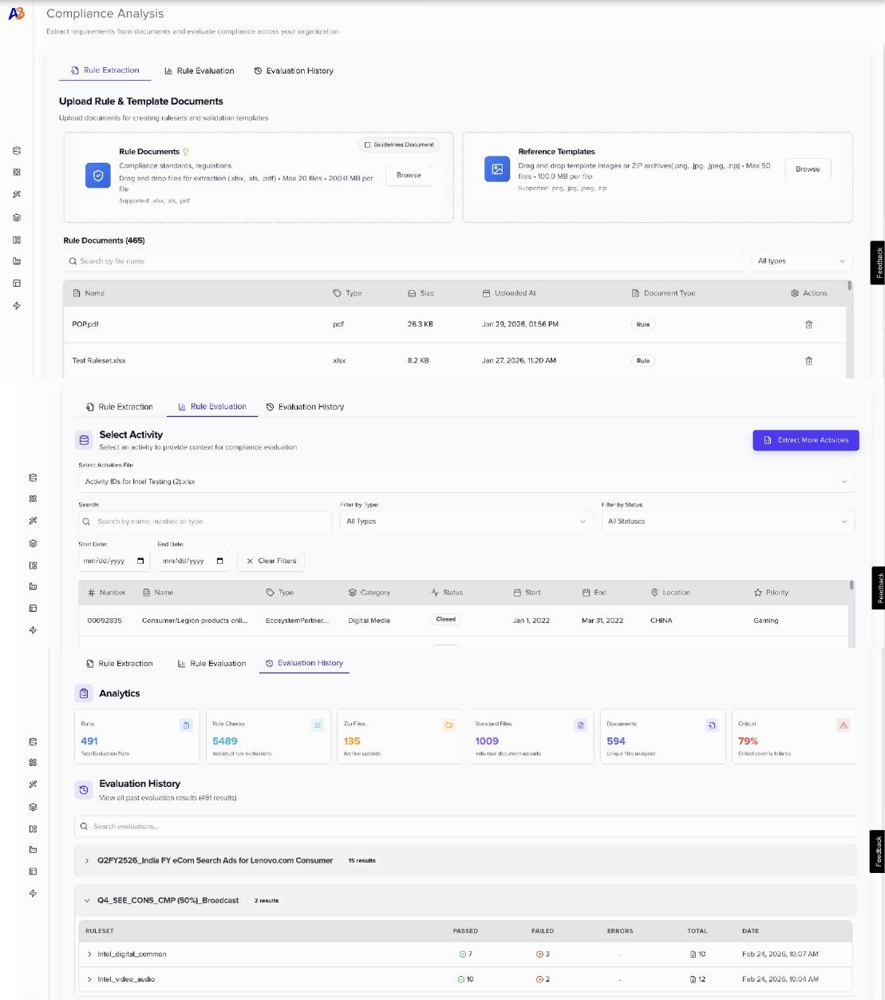 A8
Compliance Analysis
Extract requirements from documents and evaluate compliance across your organization
Rule Extraction Rule Evaluation Evaluation History
Upload Rule & Template Documents
Upload documents for creating rulesets and validation templates
Guidelines Document
Rule Documents
Compliance standards, regulations
Drag and drop files for extraction (.xlsx, .xls, .pdf) • Max 20 files • 200.0 MB per
file
Supported: .xlsx, .xls, .pdf
Browse
Reference Templates
Drag and drop template images or ZIP archives(.png, .jpg, .jpeg, .zip) • Max 50
files • 100.0 MB per file
Supported: .png, .jpg, .jpeg, .zip
Browse
Rule Documents (465)
Search by file name All types
Feedback
Name Type Size Uploaded At Document Type Actions
POP.pdf pdf 26.3 KB Jan 29, 2026, 01:56 PM Rule
Test Ruleset.xlsx xlsx 8.2 KB Jan 27, 2026, 11:20 AM Rule
Rule Extraction Rule Evaluation Evaluation History
Select Activity
Select an activity to provide context for compliance evaluation
Extract More Activities
Select Activities File
Activity IDs for Intel Testing (2).xlsx
Search: Filter by Type: Filter by Status:
Search by name, number, or type... All Types All Statuses
Start Date: End Date:
mm/dd/yyyy mm/dd/yyyy Clear Filters
Feedback
Number Name Type Category Status Start End Location Priority
00092835 Consumer/Legion products onli... EcosystemPartner.... Digital Media Closed Jan 1, 2022 Mar 31, 2022 CHINA Gaming
Rule Extraction Rule Evaluation Evaluation History
Analytics
Runs Rule Checks Zip Files Standard Files Documents Critical
491 5489 135 1009 594 79%
Total Evaluation Runs Individual rule evaluations Archive uploads Individual document uploads Unique files analyzed Critical severity failures
Evaluation History
View all past evaluation results (491 results)
Search evaluations...
Feedback
Q2FY2526_India FY eCom Search Ads for Lenovo.com Consumer 15 results
Q4_SEE_CONS_CMP (50%)_Broadcast 2 results
RULESET PASSED FAILED ERRORS TOTAL DATE
Intel_digital_common 7 3 - 10 Feb 24, 2026, 10:07 AM
Intel_video_audio 10 2 - 12 Feb 24, 2026, 10:04 AM